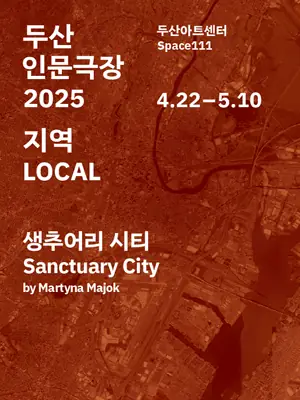 두산
인문극장
2025
지역
LOCAL
두산아트센터
Space111
4.22–5.10
생추어리 시티
Sanctuary City
by Martyna Majok